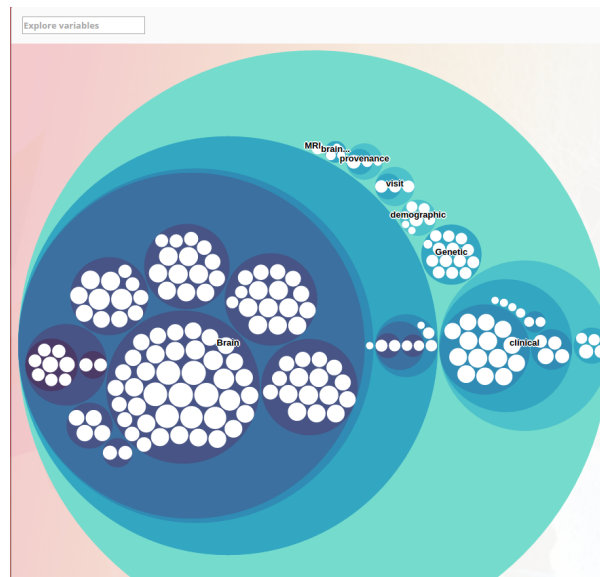 Explore variables
MRI
brain...
provenance
visit
demographic
Genetic
Brain
clinical